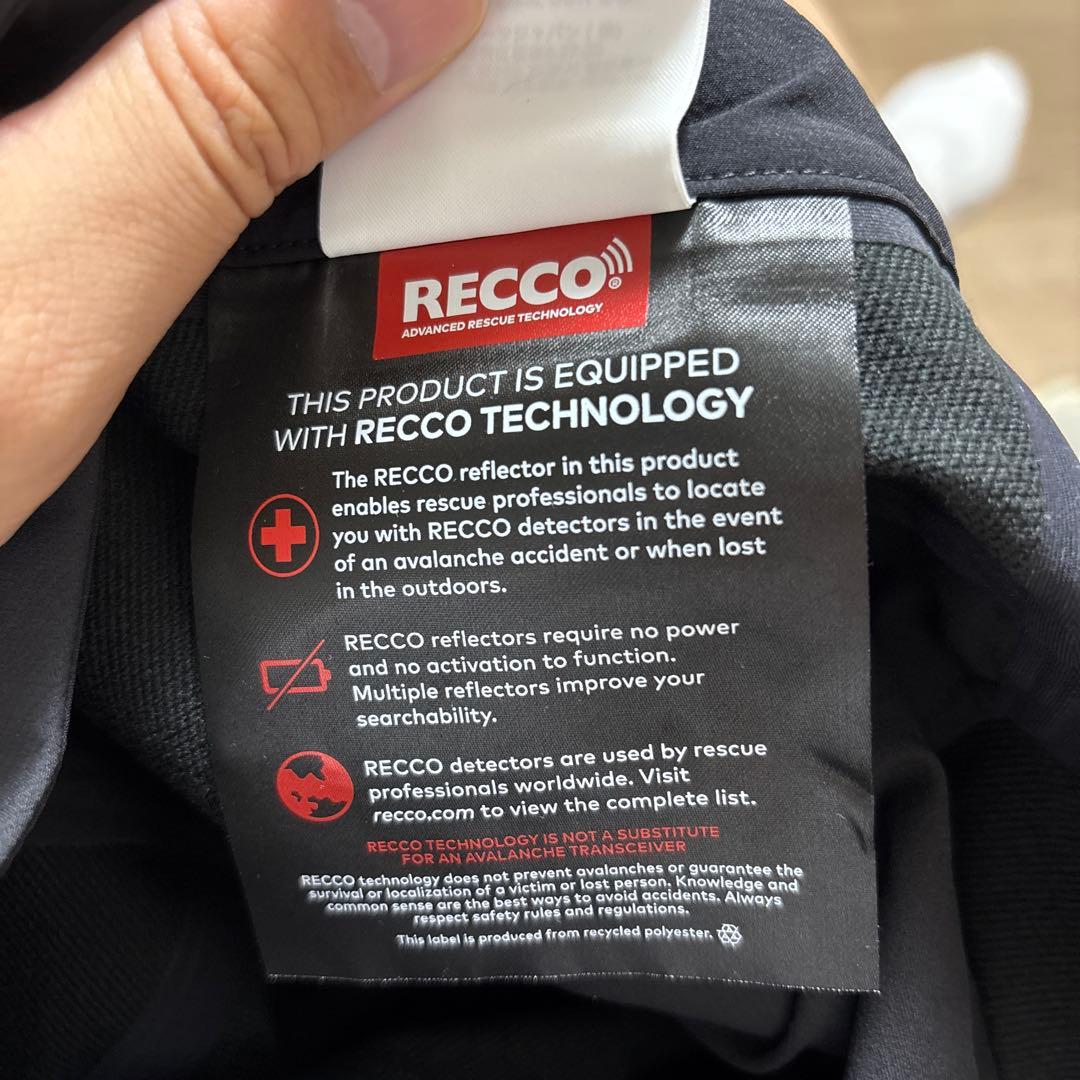 RECCO®
ADVANCED RESCUE TECHNOLOGY
THIS PRODUCT IS EQUIPPED
WITH RECCO TECHNOLOGY
The RECCO reflector in this product
enables rescue professionals to locate
you with RECCO detectors in the event
of an avalanche accident or when lost
in the outdoors.
RECCO reflectors require no power
and no activation to function.
Multiple reflectors improve your
searchability.
RECCO detectors are used by rescue
professionals worldwide. Visit
recco.com to view the complete list.
RECCO TECHNOLOGY IS NOT A SUBSTITUTE
FOR AN AVALANCHE TRANSCEIVER
RECCO technology does not prevent avalanches or guarantee the
survival or localization of a victim or lost person. Knowledge and
common sense are the best ways to avoid accidents. Always
respect safety rules and regulations.
This label is produced from recycled polyester.